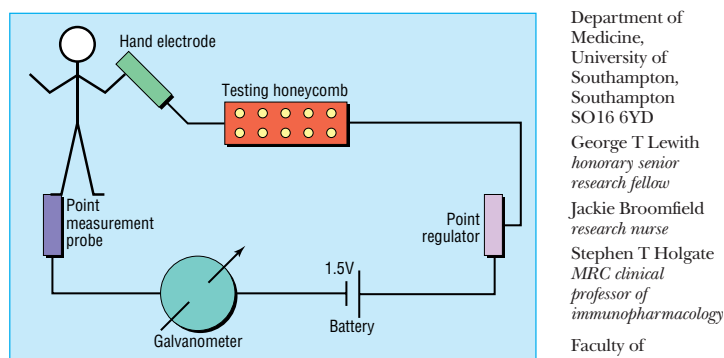 Hand electrode
Testing honeycomb
Point
measurement
probe
Point
regulator
1.5V
Battery
Galvanometer
Department of
Medicine,
University of
Southampton,
Southampton
SO16 6YD
George T Lewith
honorary senior
research fellow
Jackie Broomfield
research nurse
Stephen T Holgate
MRC clinical
professor of
immunopharmacology
Faculty of